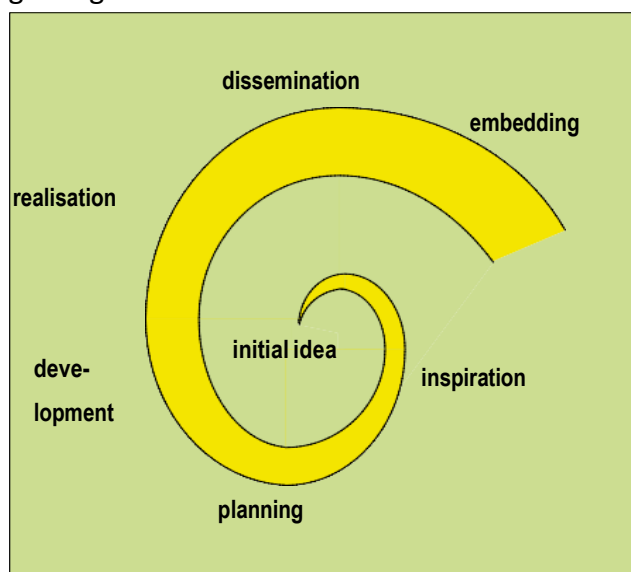 dissemination
embedding
realisation
initial idea
inspiration
deve-
lopment
planning